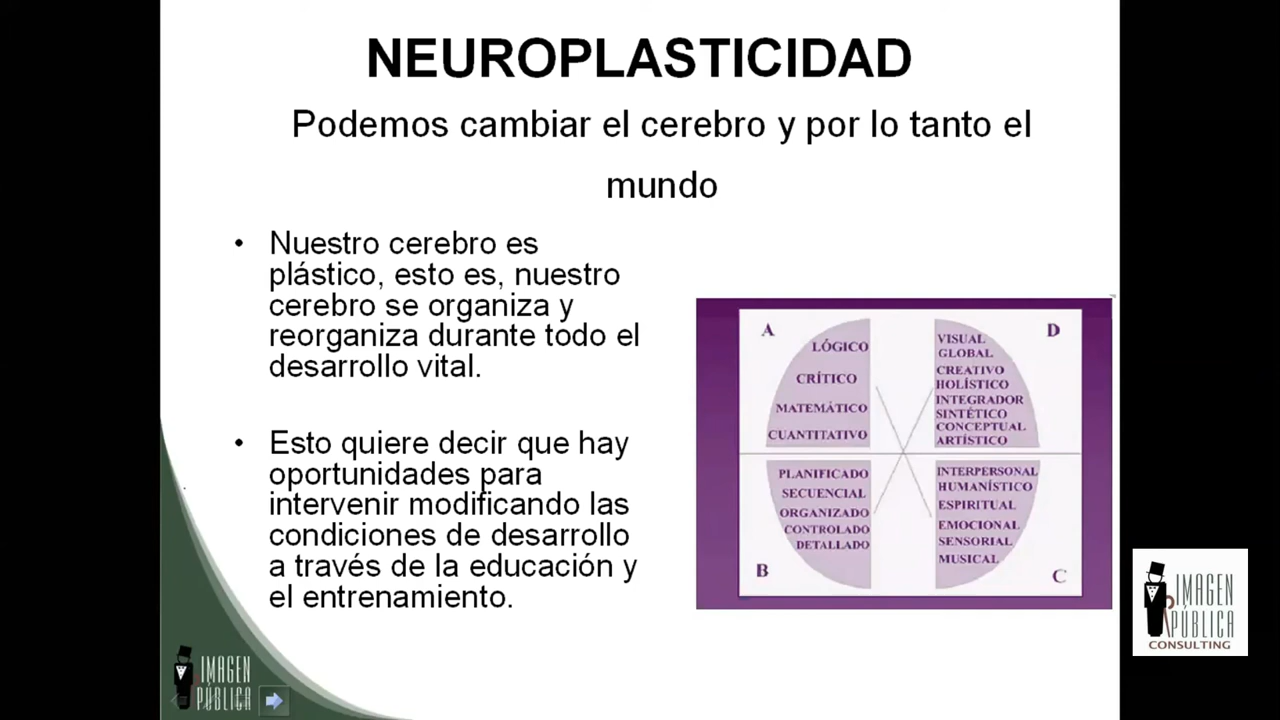 NEUROPLASTICIDAD
Podemos cambiar el cerebro y por lo tanto el
mundo
• Nuestro cerebro es
plástico, esto es, nuestro
cerebro se organiza y
reorganiza durante todo el
desarrollo vital.
• Esto quiere decir que hay
oportunidades para
intervenir modificando las
condiciones de desarrollo
a través de la educación y
el entrenamiento.
A
LÓGICO
CRÍTICO
MATEMÁTICO
CUANTITATIVO
D
VISUAL
GLOBAL
CREATIVO
HOLÍSTICO
INTEGRADOR
SINTÉTICO
CONCEPTUAL
ARTÍSTICO
PLANIFICADO
SECUENCIAL
ORGANIZADO
CONTROLADO
DETALLADO
B
INTERPERSONAL
HUMANÍSTICO
ESPIRITUAL
EMOCIONAL
SENSORIAL
MUSICAL
C
IMAGEN
PÚBLICA
IMAGEN
PÚBLICA
CONSULTING